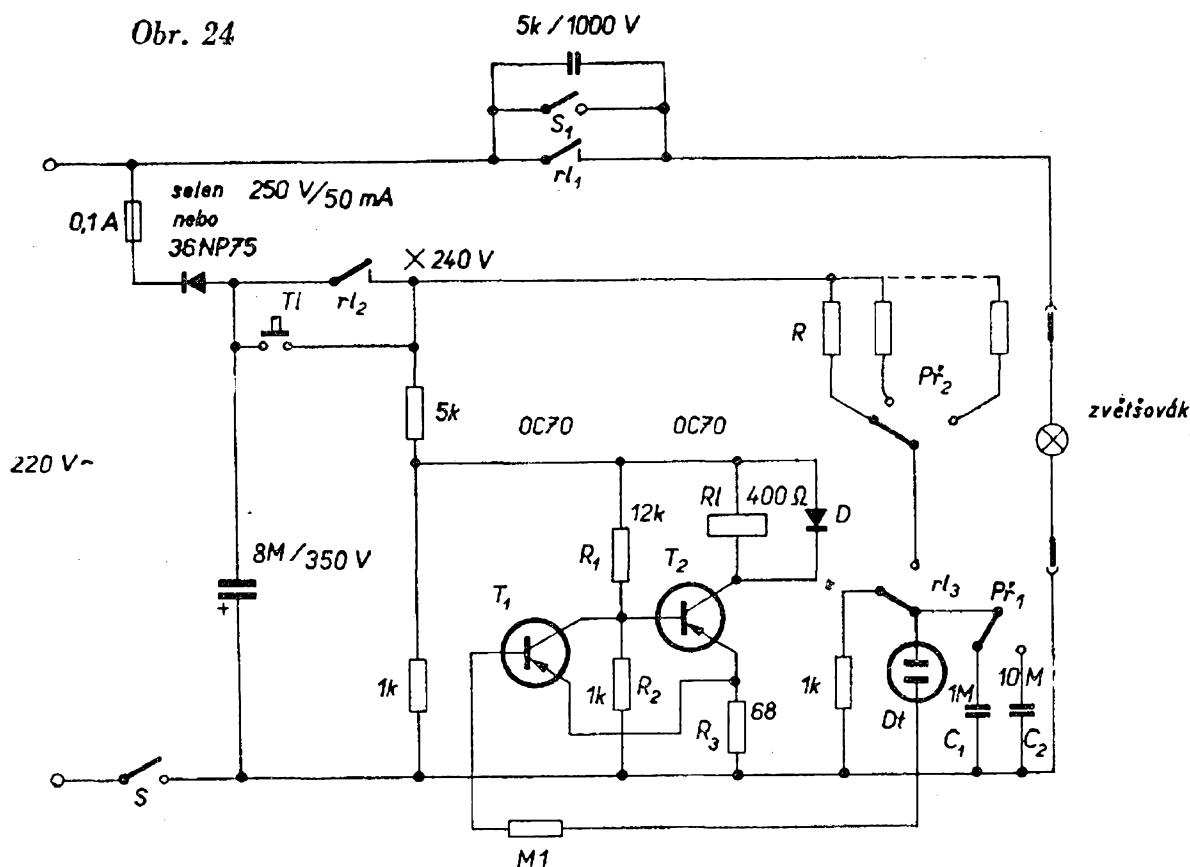 Obr. 24
5k / 1000 V
S1
rl1
selen 250 V/50 mA
nebo
36NP75
0,1 A
Tl
rl2
× 240 V
R
Př2
zvětšovák
5k
0C70
0C70
220 V~
8M/350 V
+
12k
R1
Rl
400 Ω
D
T2
T1
rl3
Př1
1k
1k
R2
R3
68
1k
Dt
1M
10 M
C1
C2
S
M1